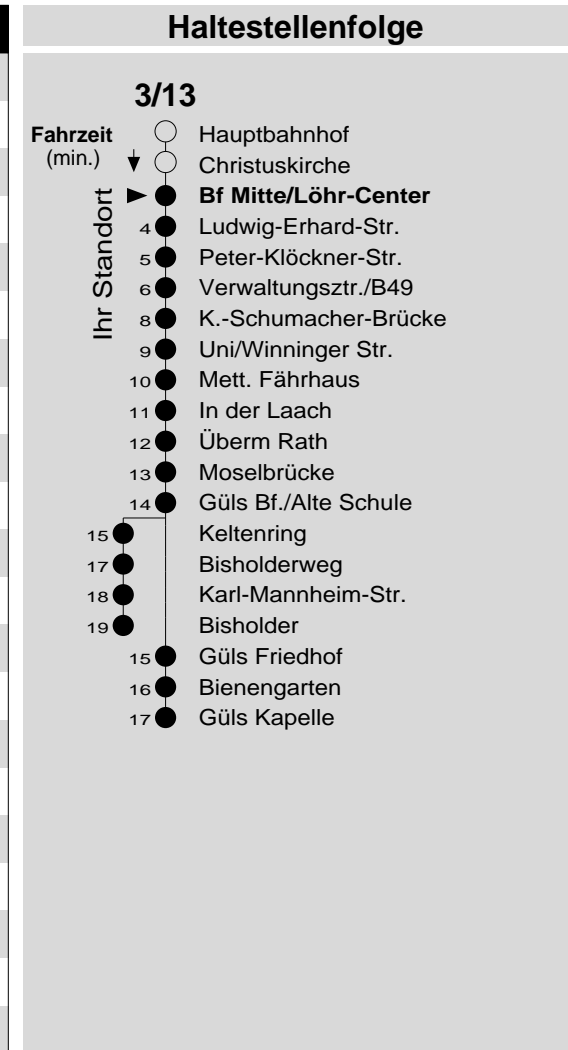 Haltestellenfolge
3/13
Fahrzeit
(min.)
Ihr Standort
Hauptbahnhof
Christuskirche
Bf Mitte/Löhr-Center
4 Ludwig-Erhard-Str.
5 Peter-Klöckner-Str.
6 Verwaltungsztr./B49
8 K.-Schumacher-Brücke
9 Uni/Winninger Str.
10 Mett. Fährhaus
11 In der Laach
12 Überm Rath
13 Moselbrücke
14 Güls Bf./Alte Schule
15 Keltenring
17 Bisholderweg
18 Karl-Mannheim-Str.
19 Bisholder
15 Güls Friedhof
16 Bienengarten
17 Güls Kapelle